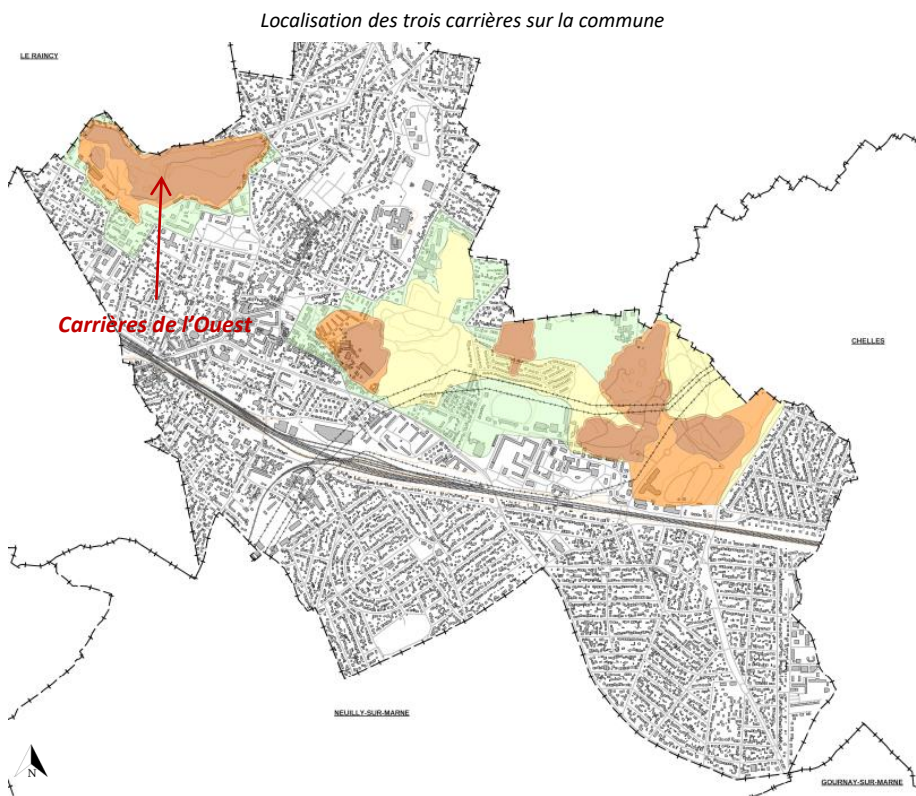 Localisation des trois carrières sur la commune
LE RAINCY
Carrières de l'Ouest
CHELLES
NEUILLY-SUR-MARNE
N
GOURNAY-SUR-MARNE